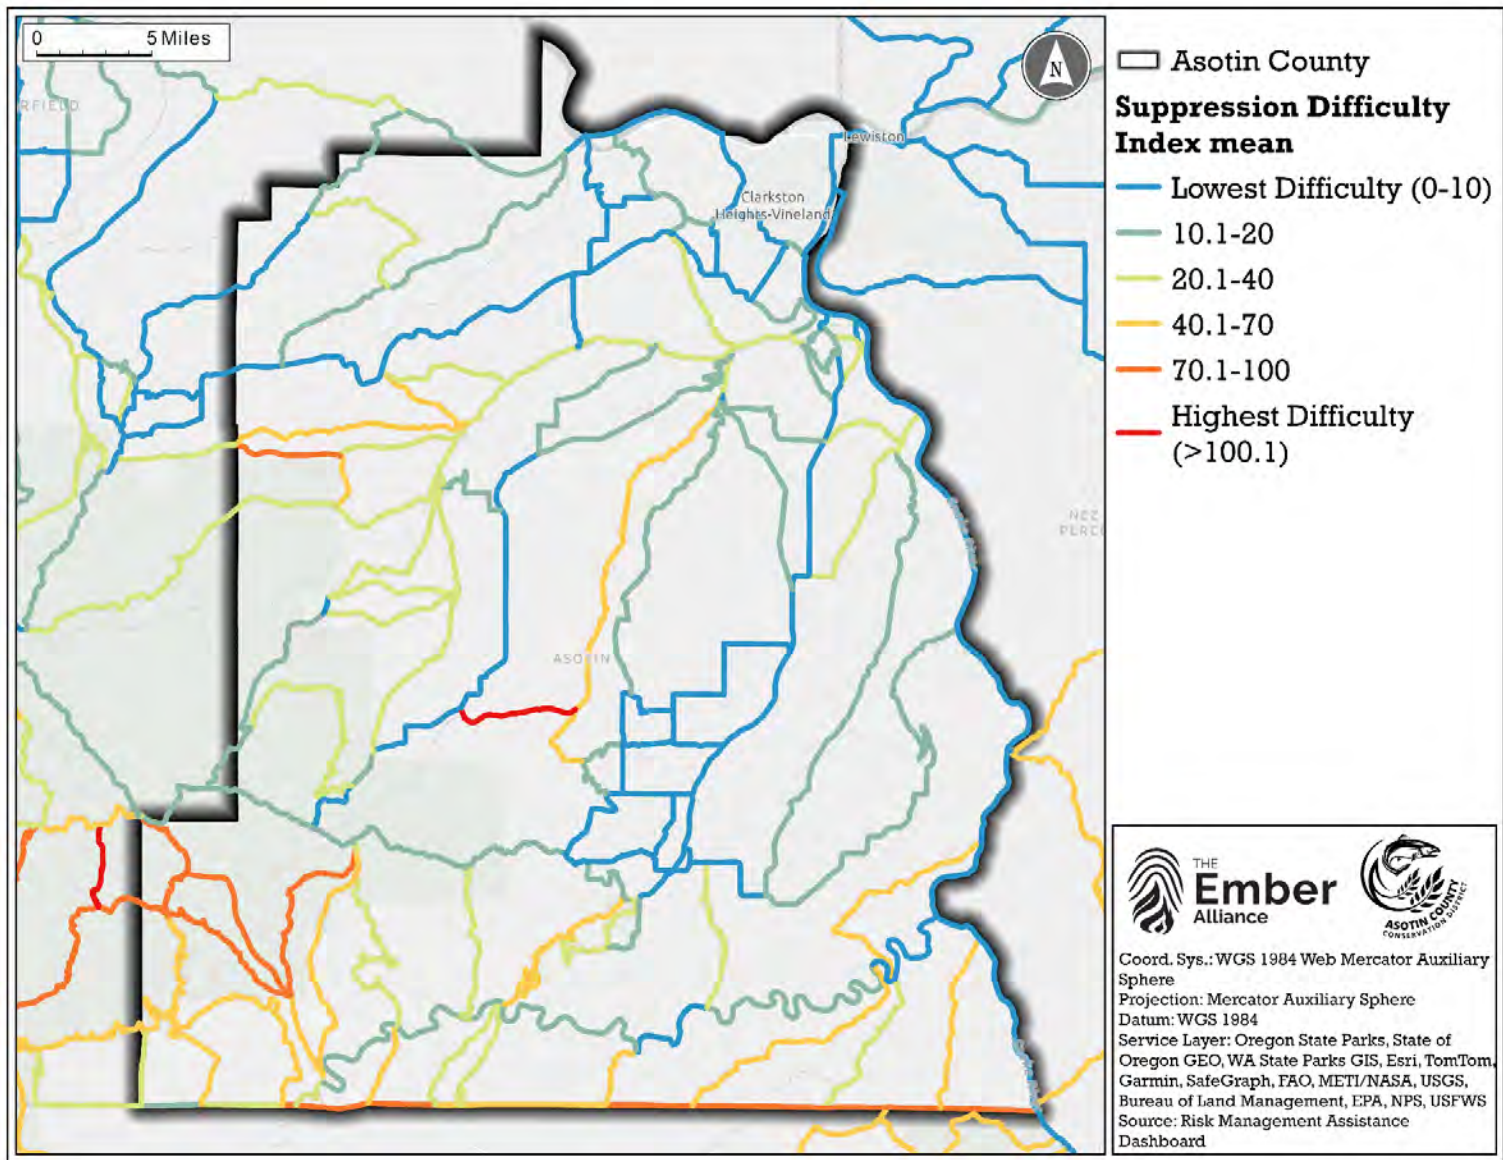 0 5 Miles
RFIELD
N
Lewiston
Clarkston
Heights-Vineland
NEZ
PERCE
ASOTIN
Asotin County
Suppression Difficulty
Index mean
Lowest Difficulty (0-10)
10.1-20
20.1-40
40.1-70
70.1-100
Highest Difficulty
(>100.1)
THE
Ember
Alliance
ASOTIN COUNTY
CONSERVATION DISTRICT
Coord. Sys.: WGS 1984 Web Mercator Auxiliary
Sphere
Projection: Mercator Auxiliary Sphere
Datum: WGS 1984
Service Layer: Oregon State Parks, State of
Oregon GEO, WA State Parks GIS, Esri, TomTom,
Garmin, SafeGraph, FAO, METI/NASA, USGS,
Bureau of Land Management, EPA, NPS, USFWS
Source: Risk Management Assistance
Dashboard